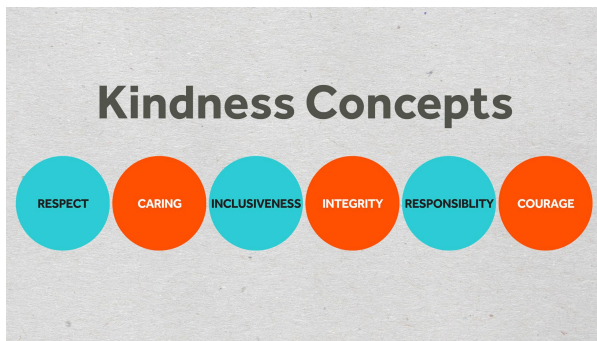 Kindness Concepts
RESPECT
CARING
INCLUSIVENESS
INTEGRITY
RESPONSIBLITY
COURAGE